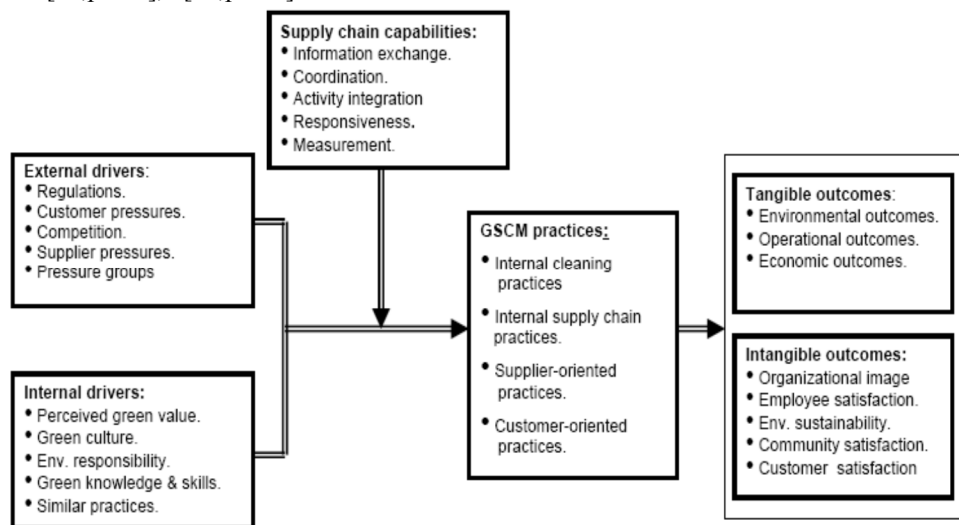 Supply chain capabilities:
• Information exchange.
• Coordination.
• Activity integration
• Responsiveness.
• Measurement.
External drivers:
• Regulations.
• Customer pressures.
• Competition.
• Supplier pressures.
• Pressure groups
Internal drivers:
• Perceived green value.
• Green culture.
• Env. responsibility.
• Green knowledge & skills.
• Similar practices.
GSCM practices:
• Internal cleaning
practices
• Internal supply chain
practices.
• Supplier-oriented
practices.
• Customer-oriented
practices.
Tangible outcomes:
• Environmental outcomes.
• Operational outcomes.
• Economic outcomes.
Intangible outcomes:
• Organizational image
• Employee satisfaction.
• Env. sustainability.
• Community satisfaction.
• Customer satisfaction